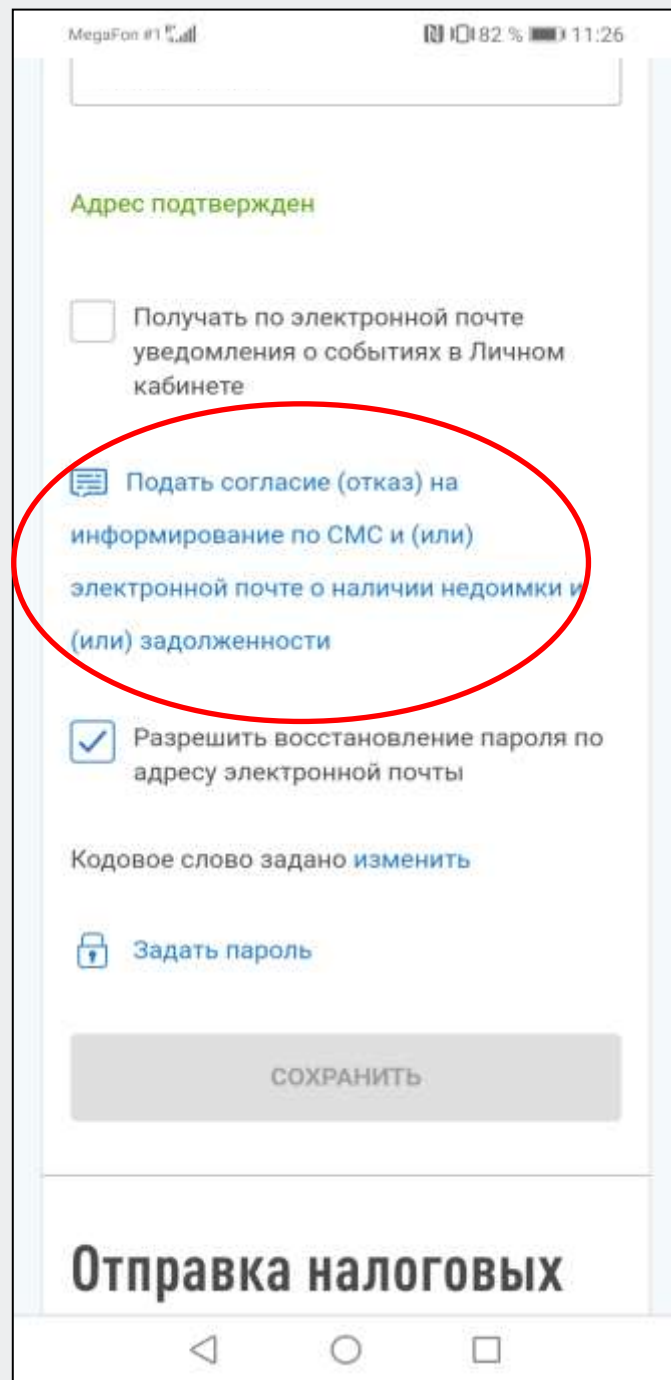 MegaFon #1 82 % 11:26
Адрес подтвержден
Получать по электронной почте
уведомления о событиях в Личном
кабинете
Подать согласие (отказ) на
информирование по СМС и (или)
электронной почте о наличии недоимки и
(или) задолженности
Разрешить восстановление пароля по
адресу электронной почты
Кодовое слово задано изменить
Задать пароль
СОХРАНИТЬ
Отправка налоговых